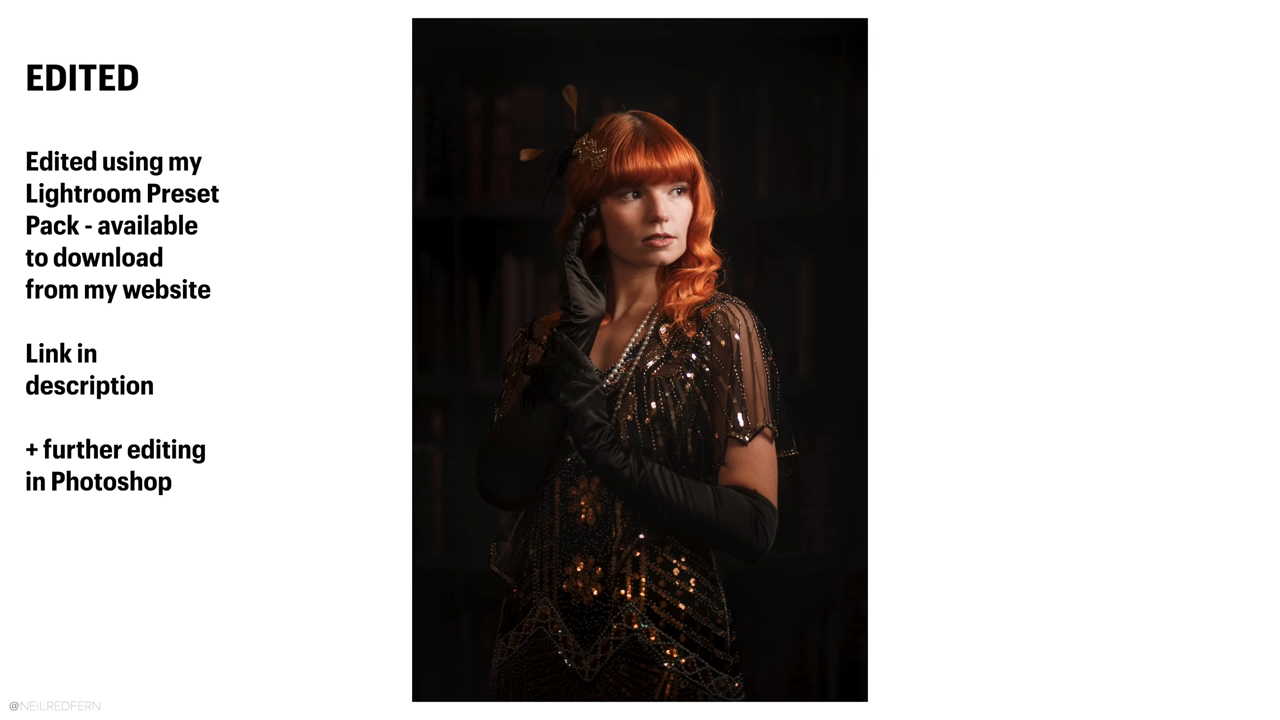 EDITED
Edited using my
Lightroom Preset
Pack - available
to download
from my website
Link in
description
+ further editing
in Photoshop
@NEILREDFERN